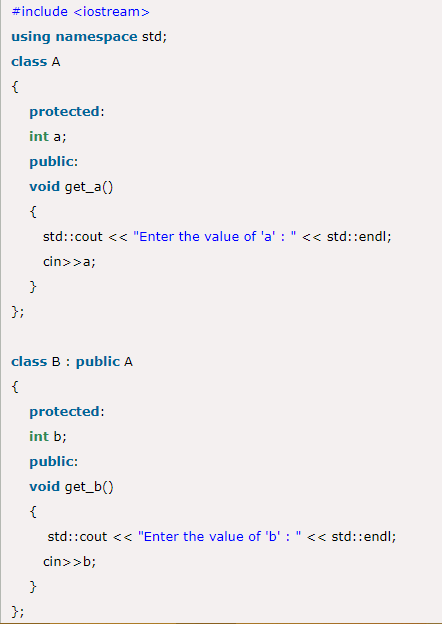 #include <iostream>
using namespace std;
class A
{
protected:
int a;
public:
void get_a()
{
std::cout << "Enter the value of 'a' : " << std::endl;
cin>>a;
}
};
class B : public A
{
protected:
int b;
public:
void get_b()
{
std::cout << "Enter the value of 'b' : " << std::endl;
cin>>b;
}
};